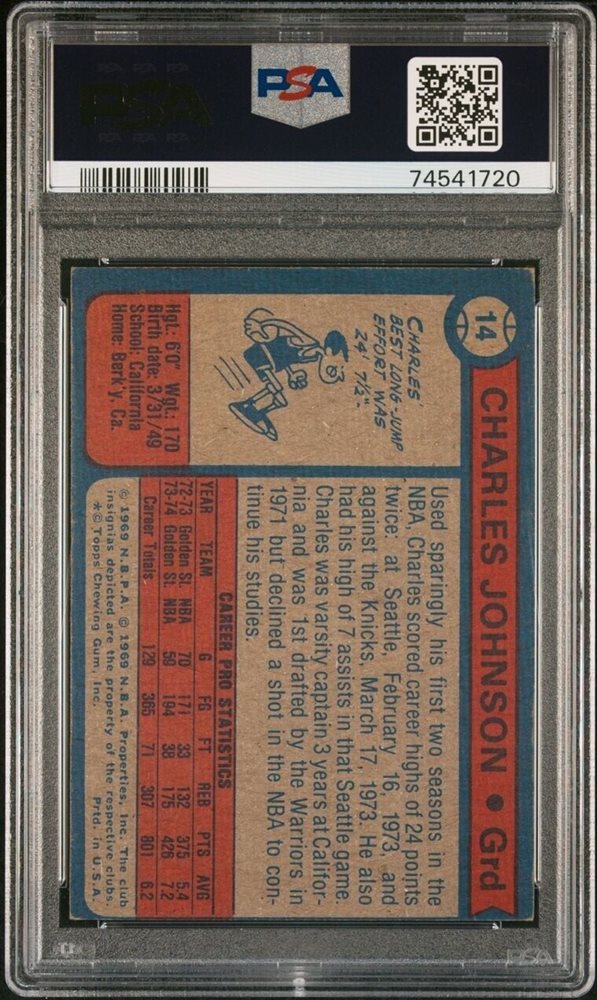 PSA
74541720
14
CHARLES JOHNSON • Grd
CHARLES'
BEST LONG-JUMP
EFFORT WAS
24' 7½"
Hgt: 6'0" Wgt: 170
Birth date: 3/31/49
School: California
Home: Berk'y, Ca.
Used sparingly his first two seasons in the
NBA, Charles scored career highs of 24 points
twice: at Seattle, February 16, 1973 and
against the Knicks, March 17, 1973. He also
had his high of 7 assists in that Seattle game.
Charles was varsity captain 3 years at Califor-
nia and was 1st drafted by the Warriors in
1971 but declined a shot in the NBA to con-
tinue his studies.
CAREER PRO STATISTICS
YEAR TEAM G FG FT REB PTS AVG
72-73 Golden St. NBA 70 171 33 132 375 5.4
73-74 Golden St. NBA 59 194 38 175 426 7.2
Career Totals 129 365 71 307 801 6.2
© 1969 N.B.P.A. © 1969 N.B.A. Properties, Inc. The club
insignias depicted are the property of the respective clubs.
*© Topps Chewing Gum, Inc. Prtd. in U.S.A.
PSA